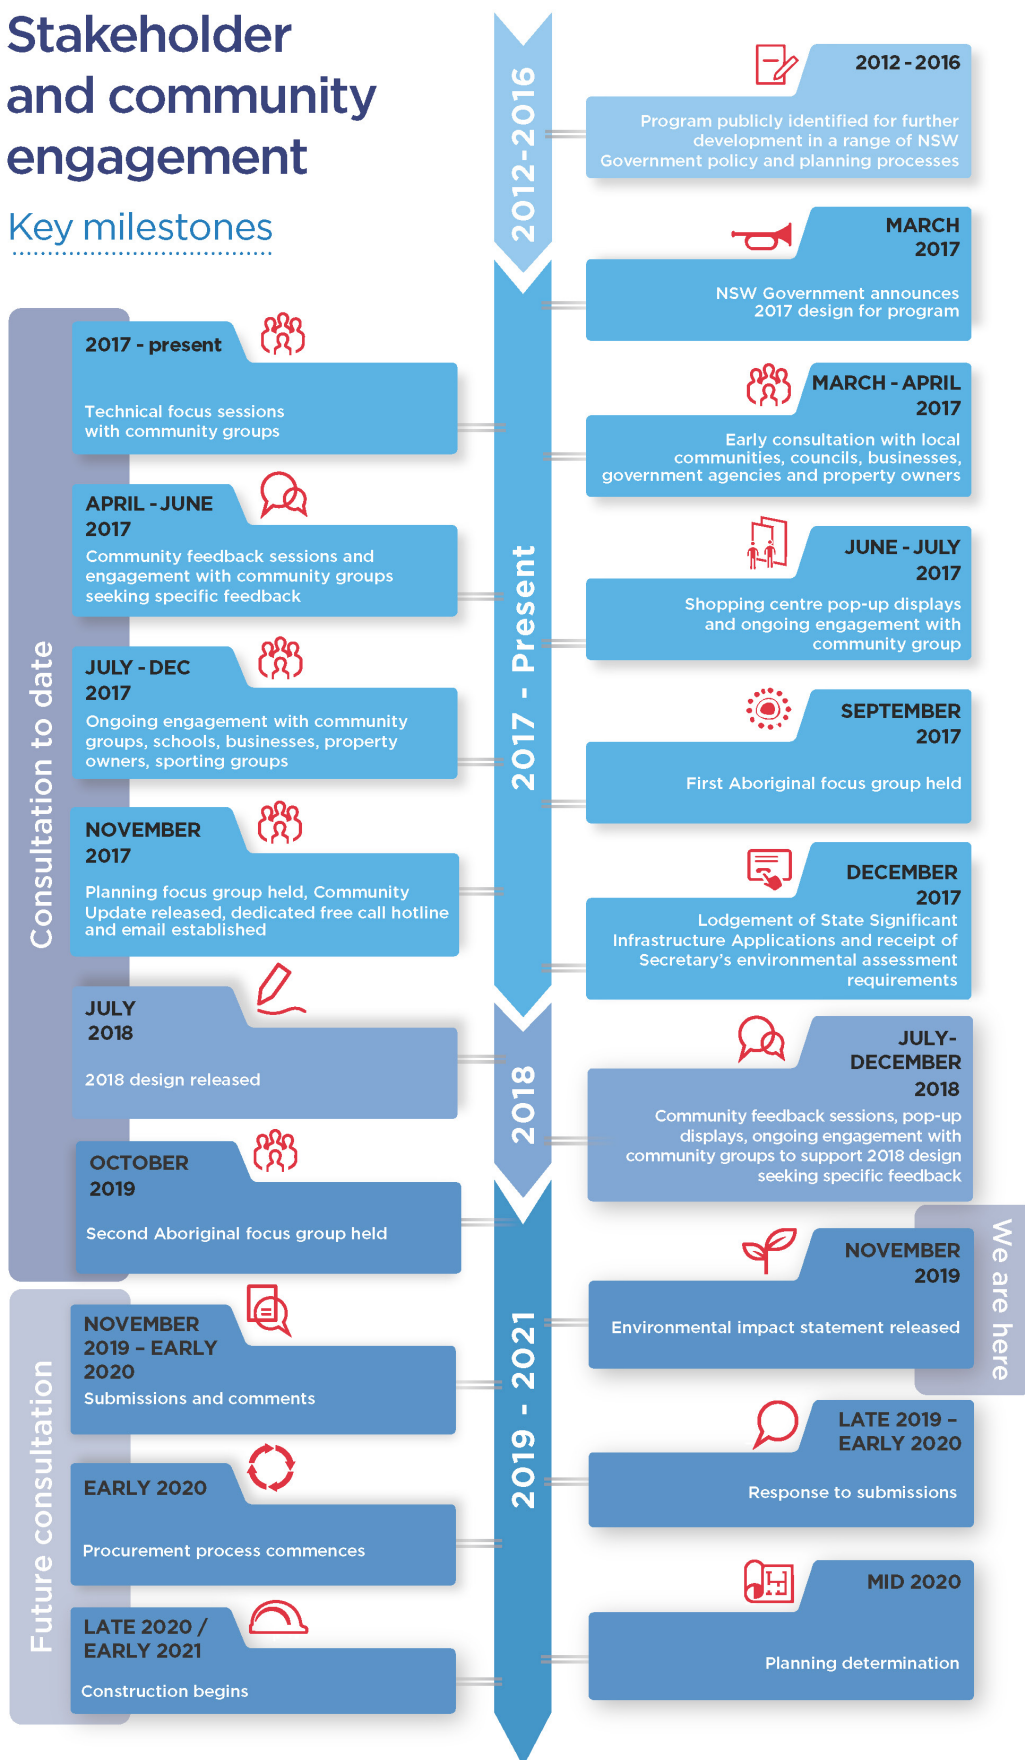 Stakeholder
and community
engagement
Key milestones
2012-2016
2012 - 2016
Program publicly identified for further
development in a range of NSW
Government policy and planning processes
MARCH
2017
NSW Government announces
2017 design for program
2017 - Present
Consultation to date
2017 - present
Technical focus sessions
with community groups
MARCH - APRIL
2017
Early consultation with local
communities, councils, businesses,
government agencies and property owners
APRIL - JUNE
2017
Community feedback sessions and
engagement with community groups
seeking specific feedback
JUNE - JULY
2017
Shopping centre pop-up displays
and ongoing engagement with
community group
JULY - DEC
2017
Ongoing engagement with community
groups, schools, businesses, property
owners, sporting groups
SEPTEMBER
2017
First Aboriginal focus group held
NOVEMBER
2017
Planning focus group held, Community
Update released, dedicated free call hotline
and email established
DECEMBER
2017
Lodgement of State Significant
Infrastructure Applications and receipt of
Secretary's environmental assessment
requirements
2018
JULY
2018
2018 design released
JULY-
DECEMBER
2018
Community feedback sessions, pop-up
displays, ongoing engagement with
community groups to support 2018 design
seeking specific feedback
OCTOBER
2019
Second Aboriginal focus group held
2019 - 2021
We are here
NOVEMBER
2019
Environmental impact statement released
Future consultation
NOVEMBER
2019 – EARLY
2020
Submissions and comments
LATE 2019 –
EARLY 2020
Response to submissions
EARLY 2020
Procurement process commences
MID 2020
Planning determination
LATE 2020 /
EARLY 2021
Construction begins